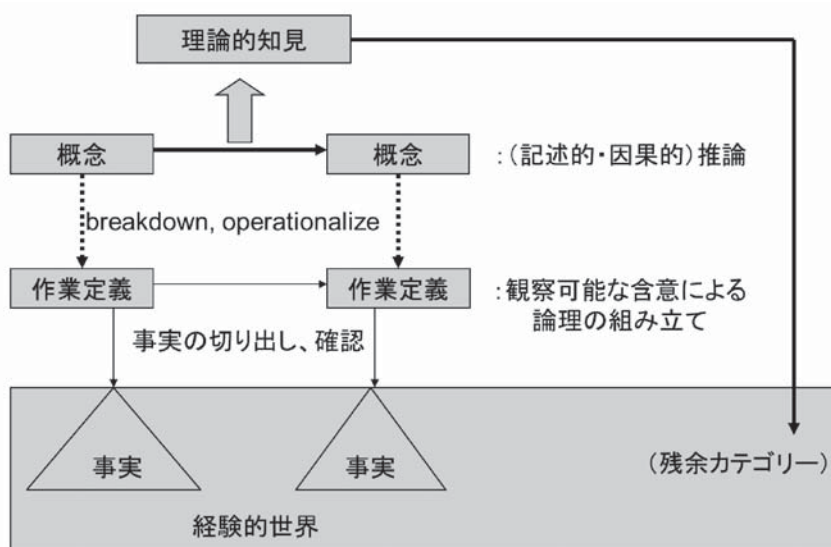 理論的知見
概念
概念
：（記述的・因果的）推論
breakdown, operationalize
作業定義
作業定義
：観察可能な含意による
論理の組み立て
事実の切り出し、確認
事実
事実
（残余カテゴリー）
経験的世界